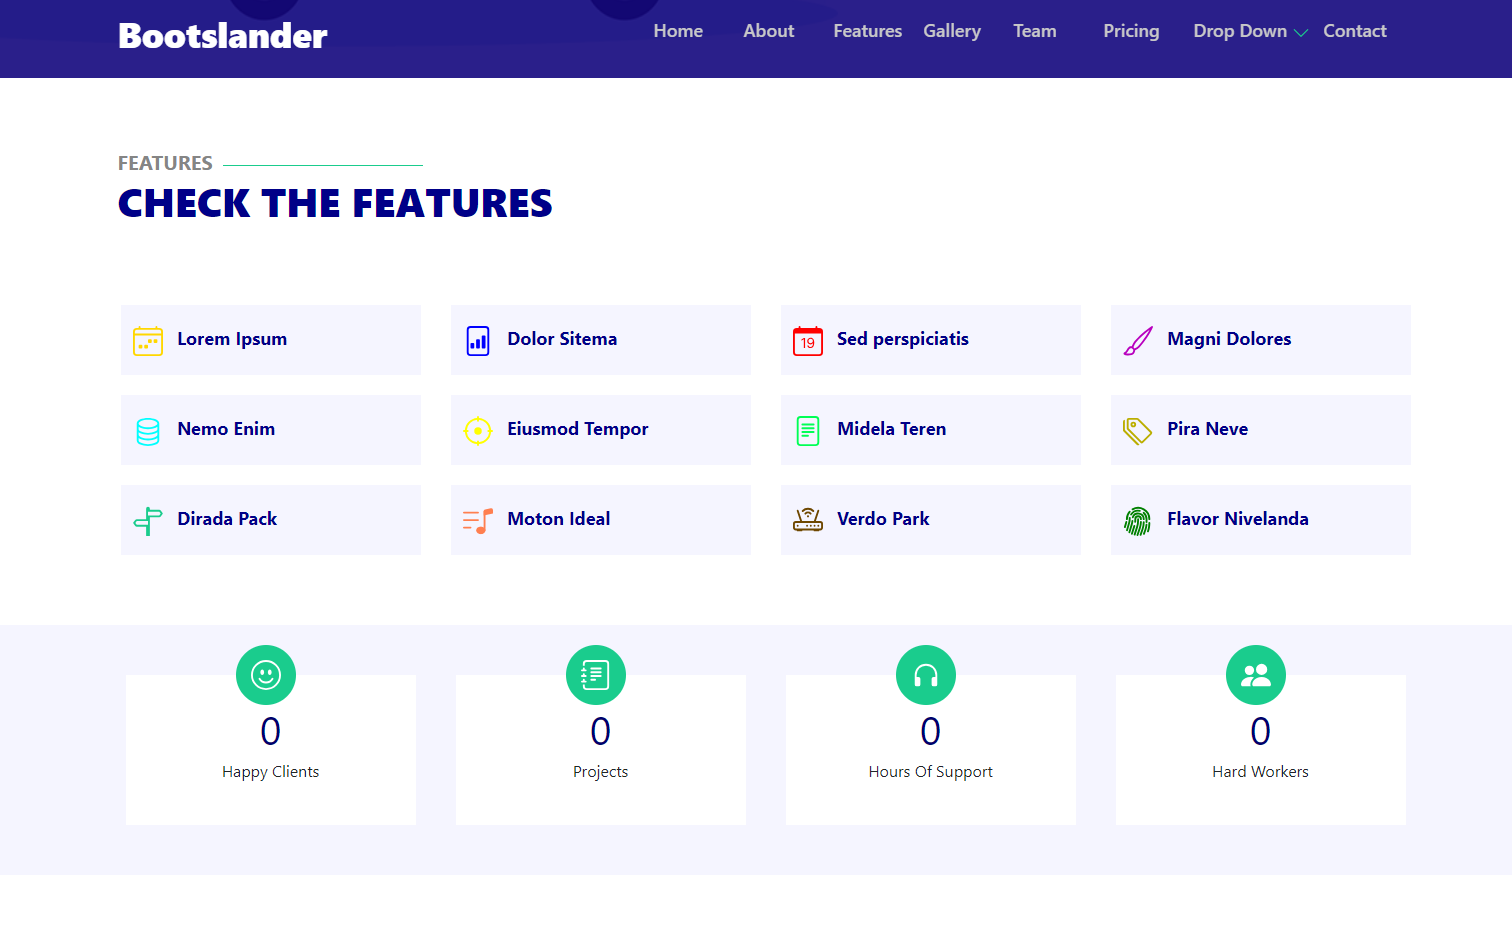 Bootslander
Home About Features Gallery Team Pricing Drop Down Contact
FEATURES
CHECK THE FEATURES
Lorem Ipsum
Dolor Sitema
19
Sed perspiciatis
Magni Dolores
Nemo Enim
Eiusmod Tempor
Midela Teren
Pira Neve
Dirada Pack
Moton Ideal
Verdo Park
Flavor Nivelanda
0
Happy Clients
0
Projects
0
Hours Of Support
0
Hard Workers